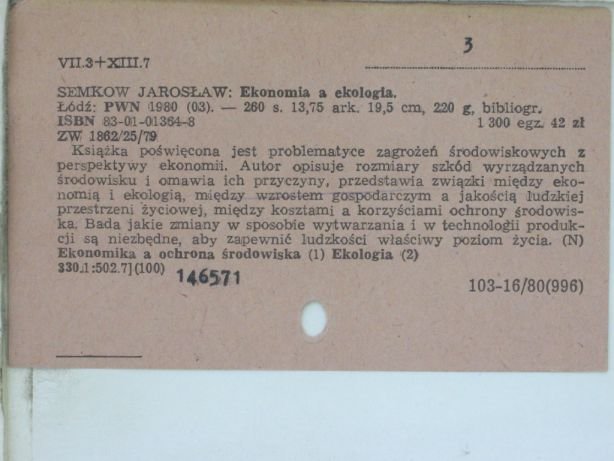 3
VII.3+XIII.7
SEMKOW JAROSŁAW: Ekonomia a ekologia.
Łódź: PWN 1980 (03). — 260 s. 13,75 ark. 19,5 cm, 220 g, bibliogr.
ISBN 83-01-01364-8 1 300 egz. 42 zł
ZW 1862/25/79
Książka poświęcona jest problematyce zagrożeń środowiskowych z
perspektywy ekonomii. Autor opisuje rozmiary szkód wyrządzanych
środowisku i omawia ich przyczyny, przedstawia związki między eko-
nomią i ekologią, między wzrostem gospodarczym a jakością ludzkiej
przestrzeni życiowej, między kosztami a korzyściami ochrony środowis-
ka. Bada jakie zmiany w sposobie wytwarzania i w technologii produk-
cji są niezbędne, aby zapewnić ludzkości właściwy poziom życia. (N)
Ekonomika a ochrona środowiska (1) Ekologia (2)
330.1:502.7](100)
146571
103-16/80(996)